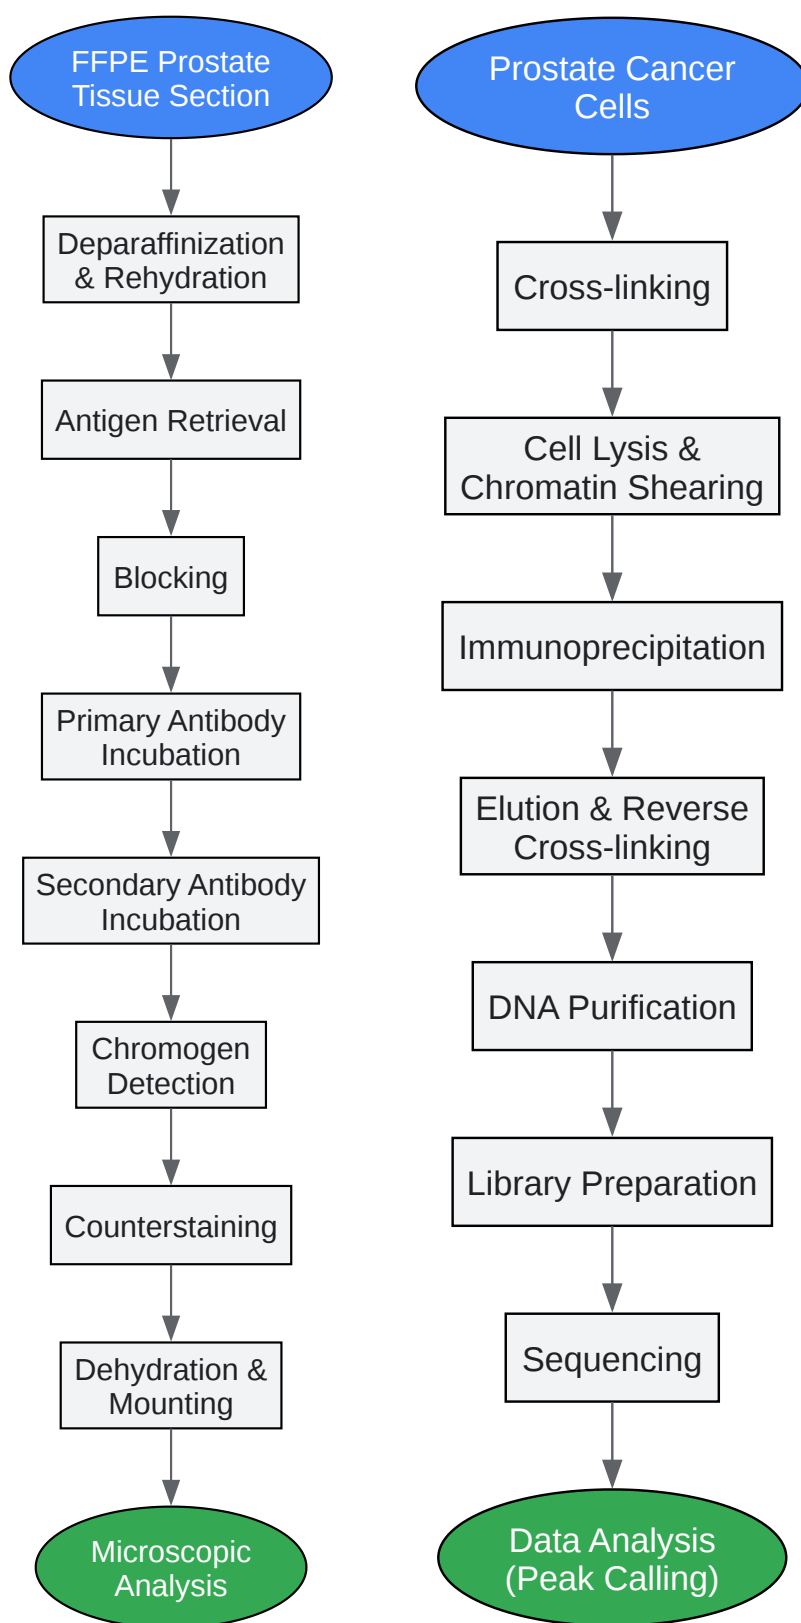 FFPE Prostate
Tissue Section
Deparaffinization
& Rehydration
Antigen Retrieval
Blocking
Primary Antibody
Incubation
Secondary Antibody
Incubation
Chromogen
Detection
Counterstaining
Dehydration &
Mounting
Microscopic
Analysis
Prostate Cancer
Cells
Cross-linking
Cell Lysis &
Chromatin Shearing
Immunoprecipitation
Elution & Reverse
Cross-linking
DNA Purification
Library Preparation
Sequencing
Data Analysis
(Peak Calling)